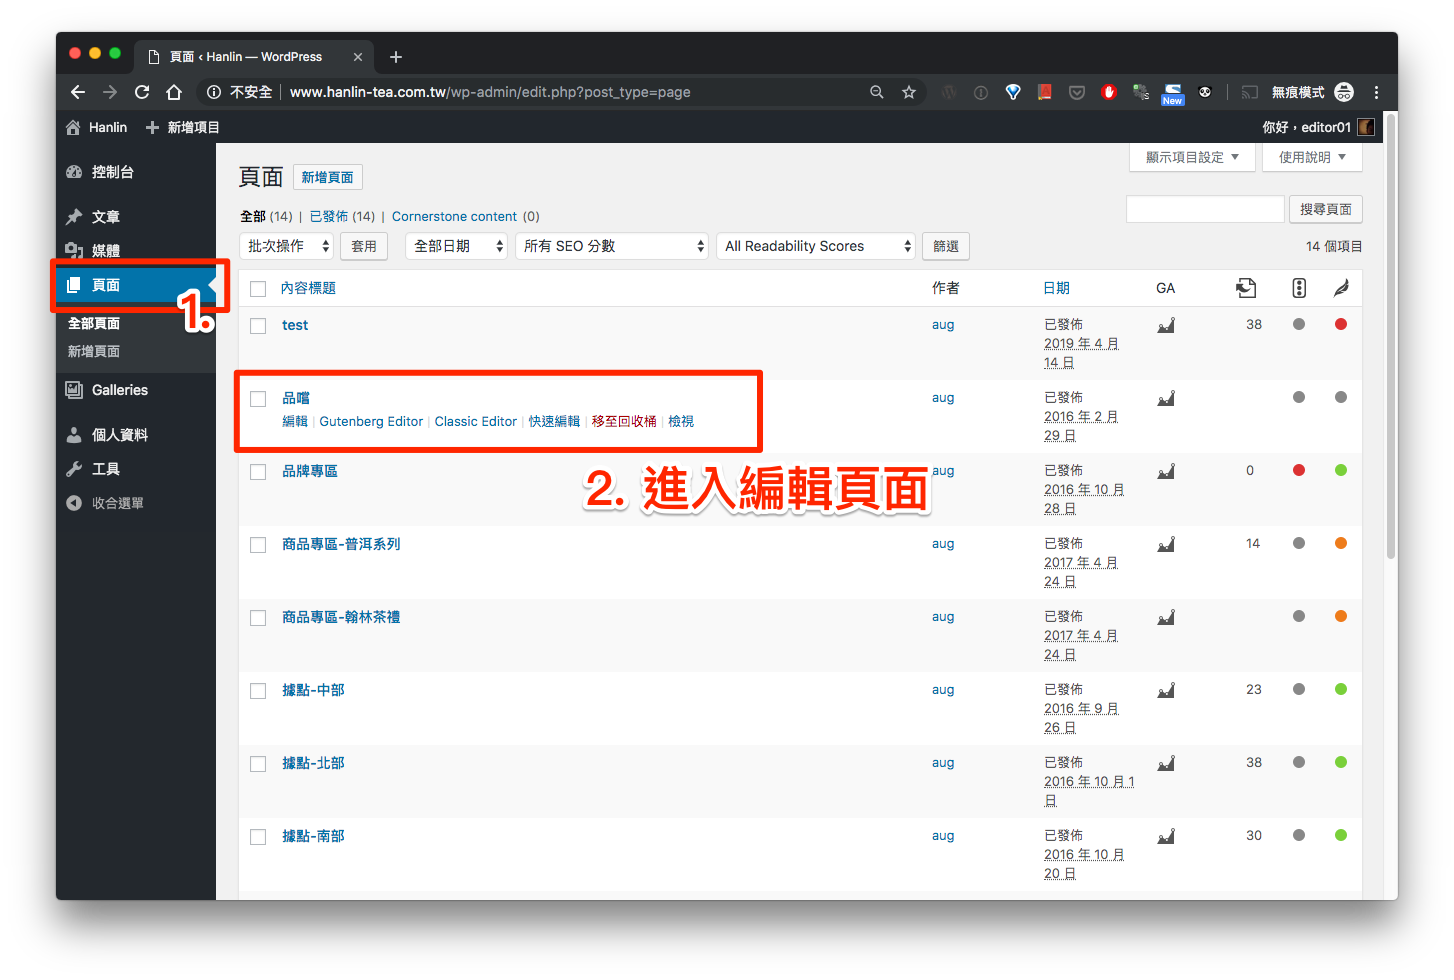 頁面 ‹ Hanlin — WordPress
不安全 www.hanlin-tea.com.tw/wp-admin/edit.php?post_type=page
New
無痕模式
Hanlin 新增項目
你好，editor01
控制台
文章
媒體
頁面
1.
全部頁面
新增頁面
Galleries
個人資料
工具
收合選單
顯示項目設定 使用說明
頁面 新增頁面
全部 (14) | 已發佈 (14) | Cornerstone content (0)
搜尋頁面
批次操作 套用 全部日期 所有 SEO 分數 All Readability Scores 篩選
14 個項目
內容標題 作者 日期 GA
test aug 已發佈 38
2019 年 4 月
14 日
品嚐 aug 已發佈
編輯 | Gutenberg Editor | Classic Editor | 快速編輯 | 移至回收桶 | 檢視
2016 年 2 月
29 日
2. 進入編輯頁面
品牌專區 aug 已發佈 0
2016 年 10 月
28 日
商品專區-普洱系列 aug 已發佈 14
2017 年 4 月
24 日
商品專區-翰林茶禮 aug 已發佈
2017 年 4 月
24 日
據點-中部 aug 已發佈 23
2016 年 9 月
26 日
據點-北部 aug 已發佈 38
2016 年 10 月 1
日
據點-南部 aug 已發佈 30
2016 年 10 月
20 日